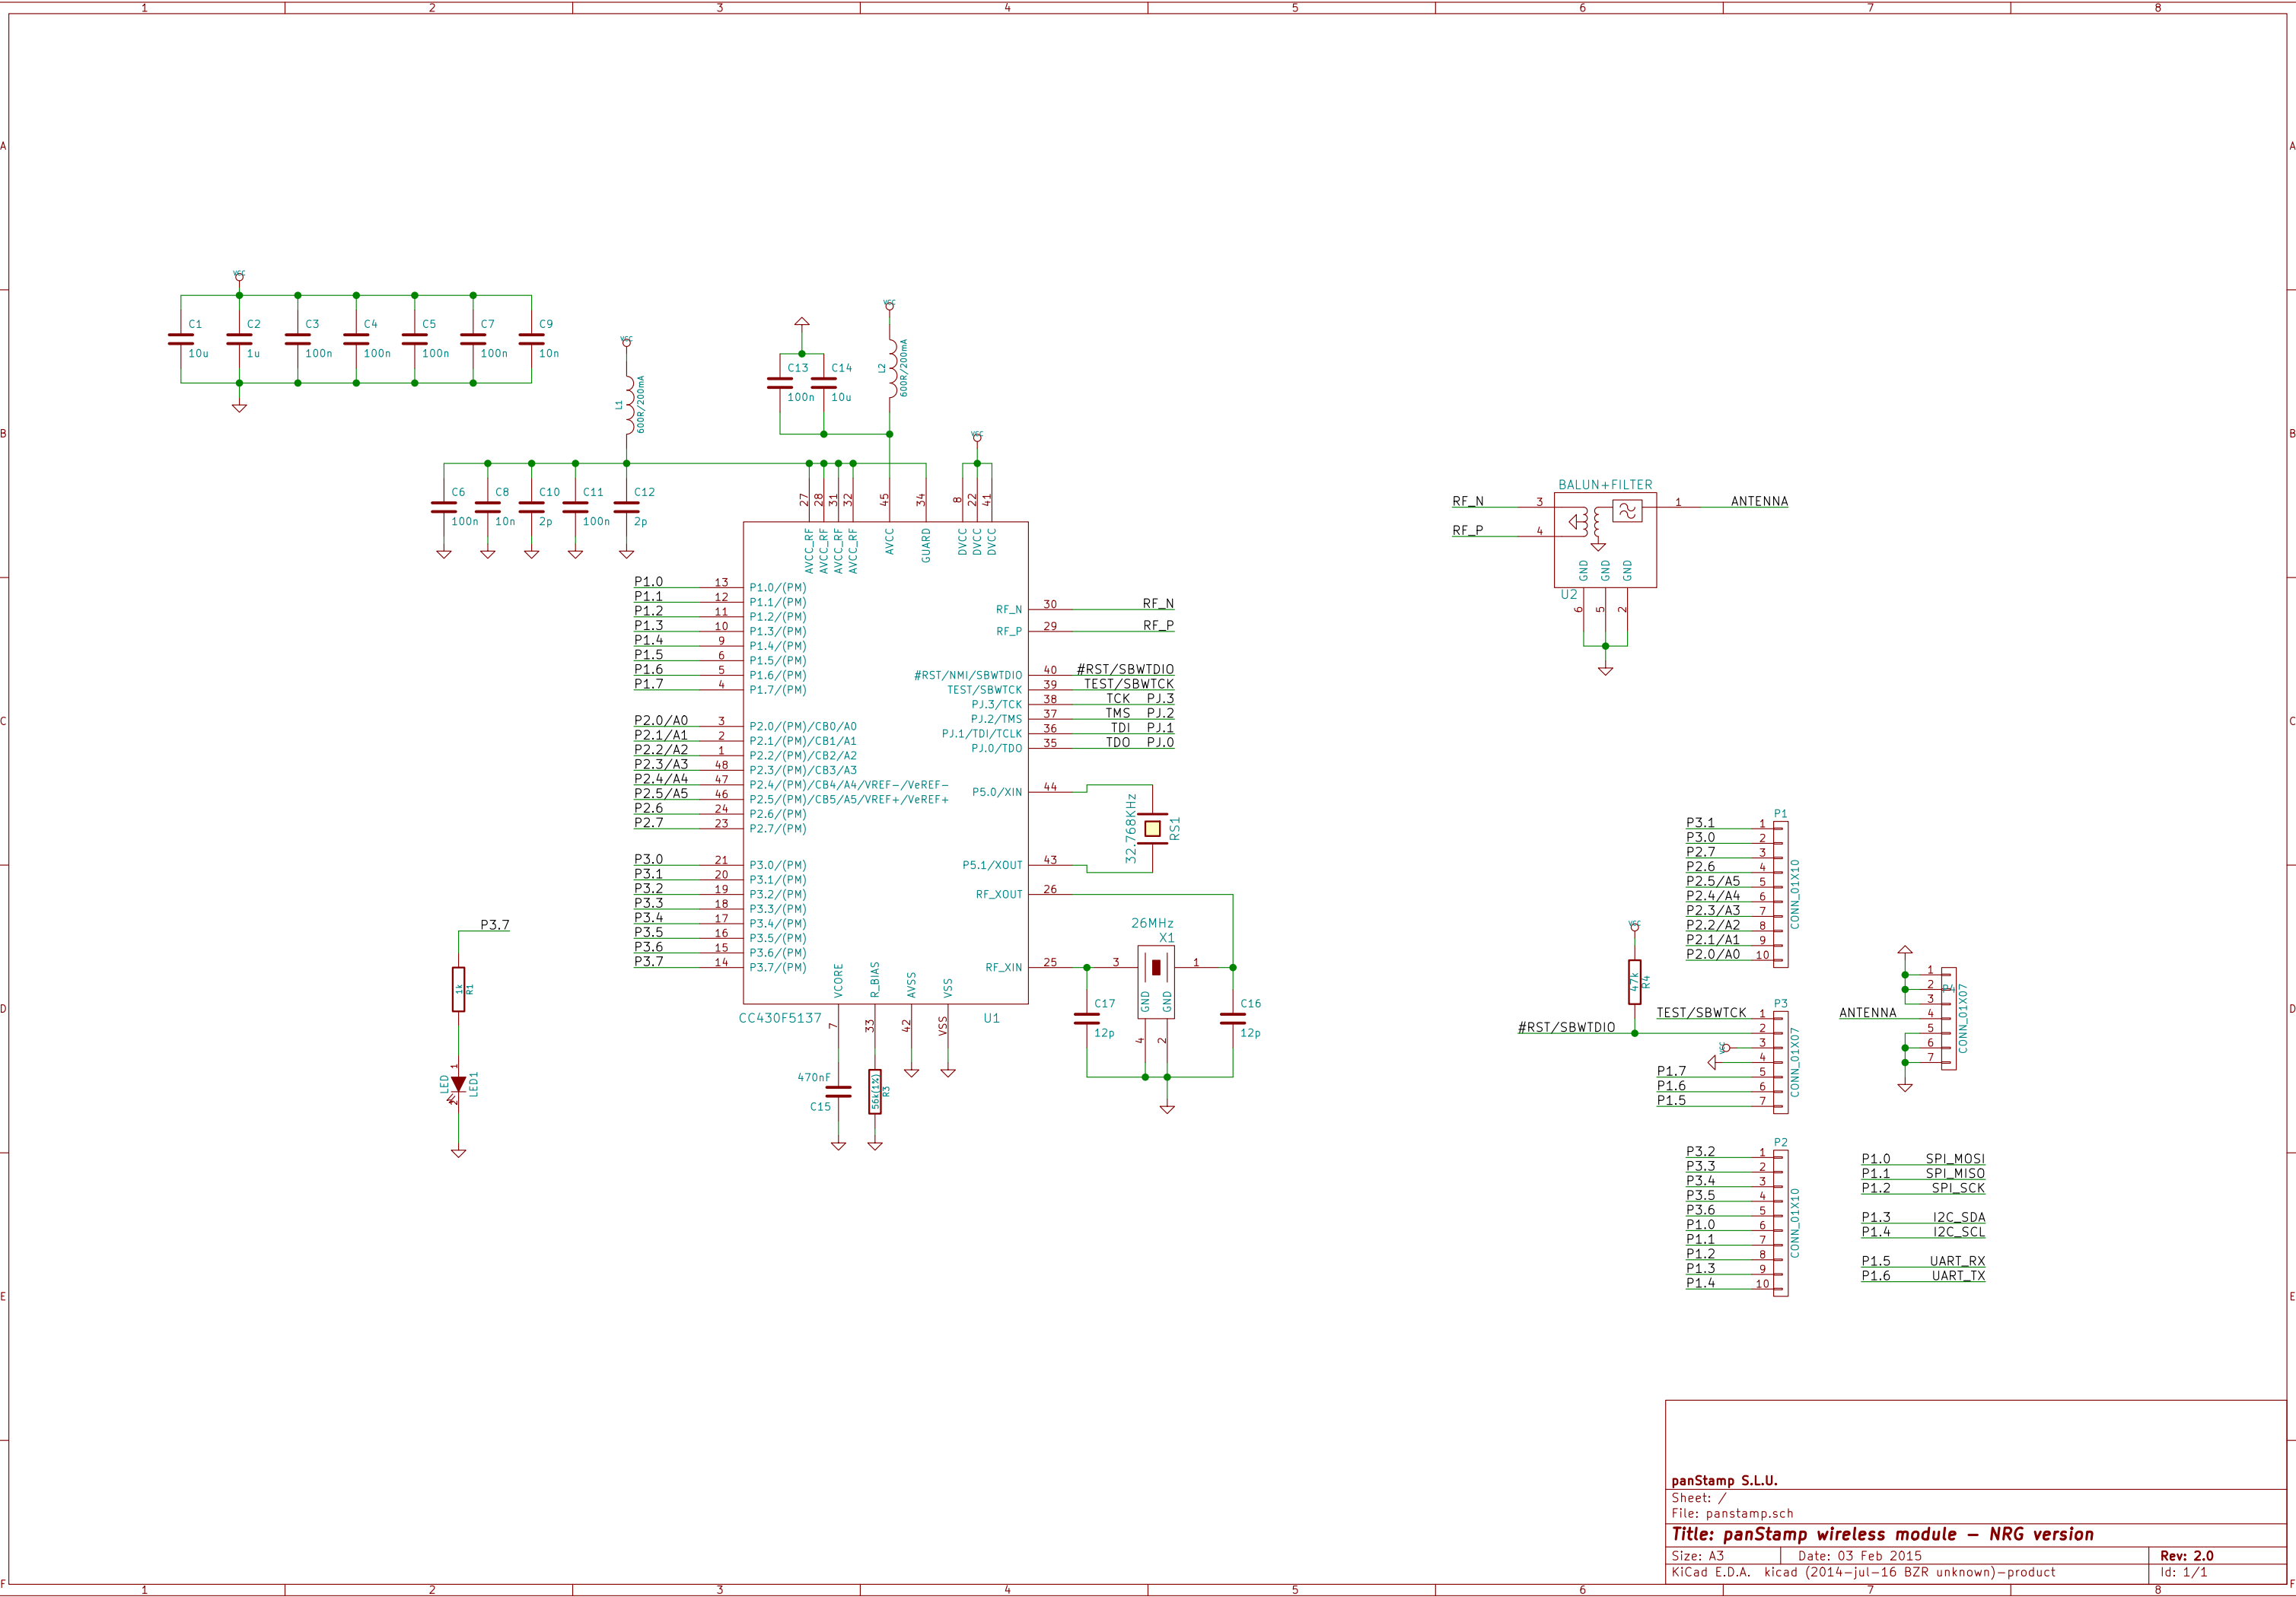 1 2 3 4 5 6 7 8
A A
VCC
C1 C2 C3 C4 C5 C7 C9
10u 1u 100n 100n 100n 100n 10n
VCC
L1 600R/200mA
VCC
L2 600R/200mA
C13 C14
100n 10u
B B
VCC
C6 C8 C10 C11 C12
100n 10n 2p 100n 2p
27 28 31 32 45 34 8 22 41
AVCC_RF AVCC_RF AVCC_RF AVCC_RF AVCC GUARD DVCC DVCC DVCC
P1.0 13 P1.0/(PM)
P1.1 12 P1.1/(PM)
P1.2 11 P1.2/(PM)
P1.3 10 P1.3/(PM)
P1.4 9 P1.4/(PM)
P1.5 6 P1.5/(PM)
P1.6 5 P1.6/(PM)
P1.7 4 P1.7/(PM)
P2.0/A0 3 P2.0/(PM)/CB0/A0
P2.1/A1 2 P2.1/(PM)/CB1/A1
P2.2/A2 1 P2.2/(PM)/CB2/A2
P2.3/A3 48 P2.3/(PM)/CB3/A3
P2.4/A4 47 P2.4/(PM)/CB4/A4/VREF-/VeREF-
P2.5/A5 46 P2.5/(PM)/CB5/A5/VREF+/VeREF+
P2.6 24 P2.6/(PM)
P2.7 23 P2.7/(PM)
P3.0 21 P3.0/(PM)
P3.1 20 P3.1/(PM)
P3.2 19 P3.2/(PM)
P3.3 18 P3.3/(PM)
P3.4 17 P3.4/(PM)
P3.5 16 P3.5/(PM)
P3.6 15 P3.6/(PM)
P3.7 14 P3.7/(PM)
RF_N 30 RF_N
RF_P 29 RF_P
#RST/NMI/SBWTDIO 40 #RST/SBWTDIO
TEST/SBWTCK 39 TEST/SBWTCK
PJ.3/TCK 38 TCK PJ.3
PJ.2/TMS 37 TMS PJ.2
PJ.1/TDI/TCLK 36 TDI PJ.1
PJ.0/TDO 35 TDO PJ.0
P5.0/XIN 44
32.768KHz RS1
P5.1/XOUT 43
RF_XOUT 26
26MHz
X1
RF_XIN 25 3 1
GND GND
4 2
C17 C16
12p 12p
VCORE R_BIAS AVSS VSS
CC430F5137 U1
7 33 42 VSS
470nF
C15
56k(1%) R3
P3.7
1k R1
1
LED LED1
2
BALUN+FILTER
RF_N 3 1 ANTENNA
RF_P 4
GND GND GND
U2
6 5 2
C C
P1
P3.1 1
P3.0 2
P2.7 3
P2.6 4
P2.5/A5 5
P2.4/A4 6
P2.3/A3 7
P2.2/A2 8
P2.1/A1 9
P2.0/A0 10
CONN_01X10
VCC
47k R4
D D
P3
TEST/SBWTCK 1
#RST/SBWTDIO 2
VCC 3
4
P1.7 5
P1.6 6
P1.5 7
CONN_01X07
1
2 P4
3
ANTENNA 4
5
6
7
CONN_01X07
P2
P3.2 1
P3.3 2
P3.4 3
P3.5 4
P3.6 5
P1.0 6
P1.1 7
P1.2 8
P1.3 9
P1.4 10
CONN_01X10
P1.0 SPI_MOSI
P1.1 SPI_MISO
P1.2 SPI_SCK
P1.3 I2C_SDA
P1.4 I2C_SCL
P1.5 UART_RX
P1.6 UART_TX
E E
panStamp S.L.U.
Sheet: /
File: panstamp.sch
Title: panStamp wireless module – NRG version
Size: A3 Date: 03 Feb 2015 Rev: 2.0
KiCad E.D.A. kicad (2014-jul-16 BZR unknown)-product Id: 1/1
F F
1 2 3 4 5 6 7 8